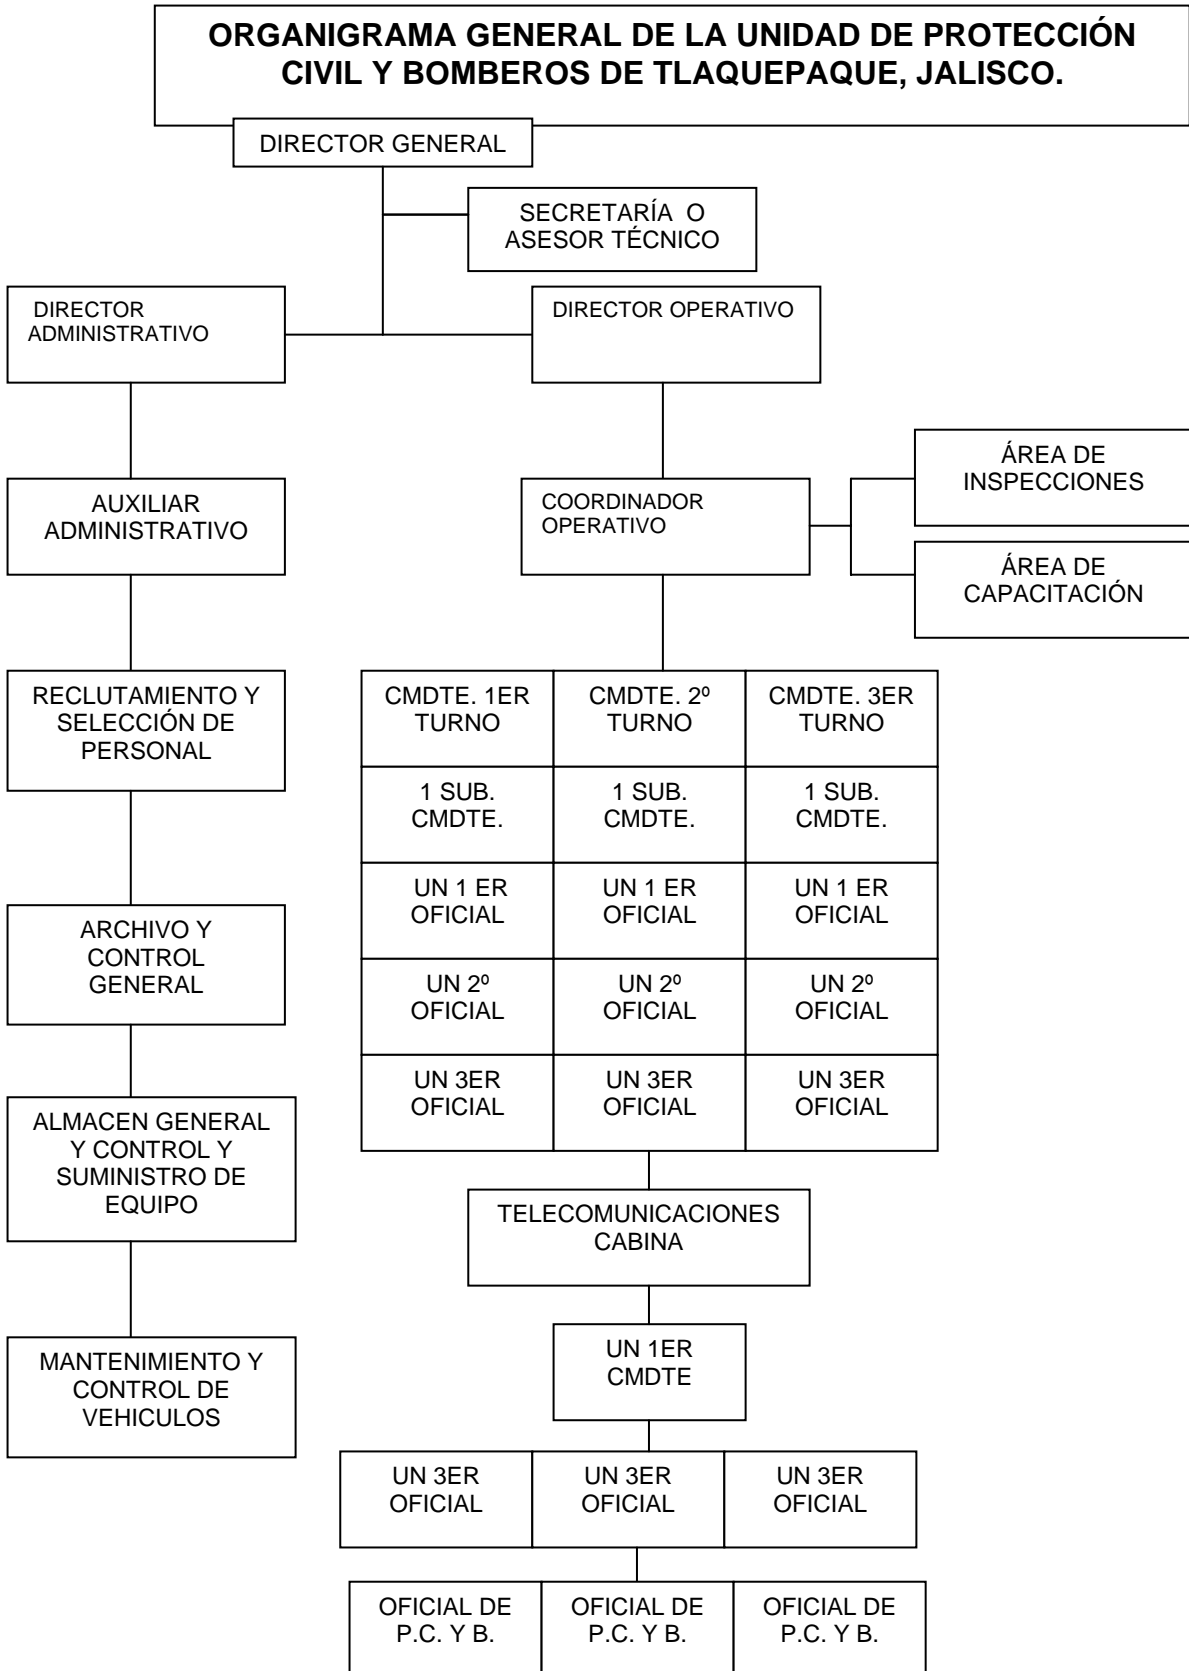 ORGANIGRAMA GENERAL DE LA UNIDAD DE PROTECCIÓN
CIVIL Y BOMBEROS DE TLAQUEPAQUE, JALISCO.
DIRECTOR GENERAL
SECRETARÍA O
ASESOR TÉCNICO
DIRECTOR
ADMINISTRATIVO
DIRECTOR OPERATIVO
AUXILIAR
ADMINISTRATIVO
COORDINADOR
OPERATIVO
ÁREA DE
INSPECCIONES
ÁREA DE
CAPACITACIÓN
RECLUTAMIENTO Y
SELECCIÓN DE
PERSONAL
CMDTE. 1ER
TURNO
CMDTE. 2º
TURNO
CMDTE. 3ER
TURNO
1 SUB.
CMDTE.
1 SUB.
CMDTE.
1 SUB.
CMDTE.
UN 1 ER
OFICIAL
UN 1 ER
OFICIAL
UN 1 ER
OFICIAL
ARCHIVO Y
CONTROL
GENERAL
UN 2º
OFICIAL
UN 2º
OFICIAL
UN 2º
OFICIAL
UN 3ER
OFICIAL
UN 3ER
OFICIAL
UN 3ER
OFICIAL
ALMACEN GENERAL
Y CONTROL Y
SUMINISTRO DE
EQUIPO
TELECOMUNICACIONES
CABINA
MANTENIMIENTO Y
CONTROL DE
VEHICULOS
UN 1ER
CMDTE
UN 3ER
OFICIAL
UN 3ER
OFICIAL
UN 3ER
OFICIAL
OFICIAL DE
P.C. Y B.
OFICIAL DE
P.C. Y B.
OFICIAL DE
P.C. Y B.